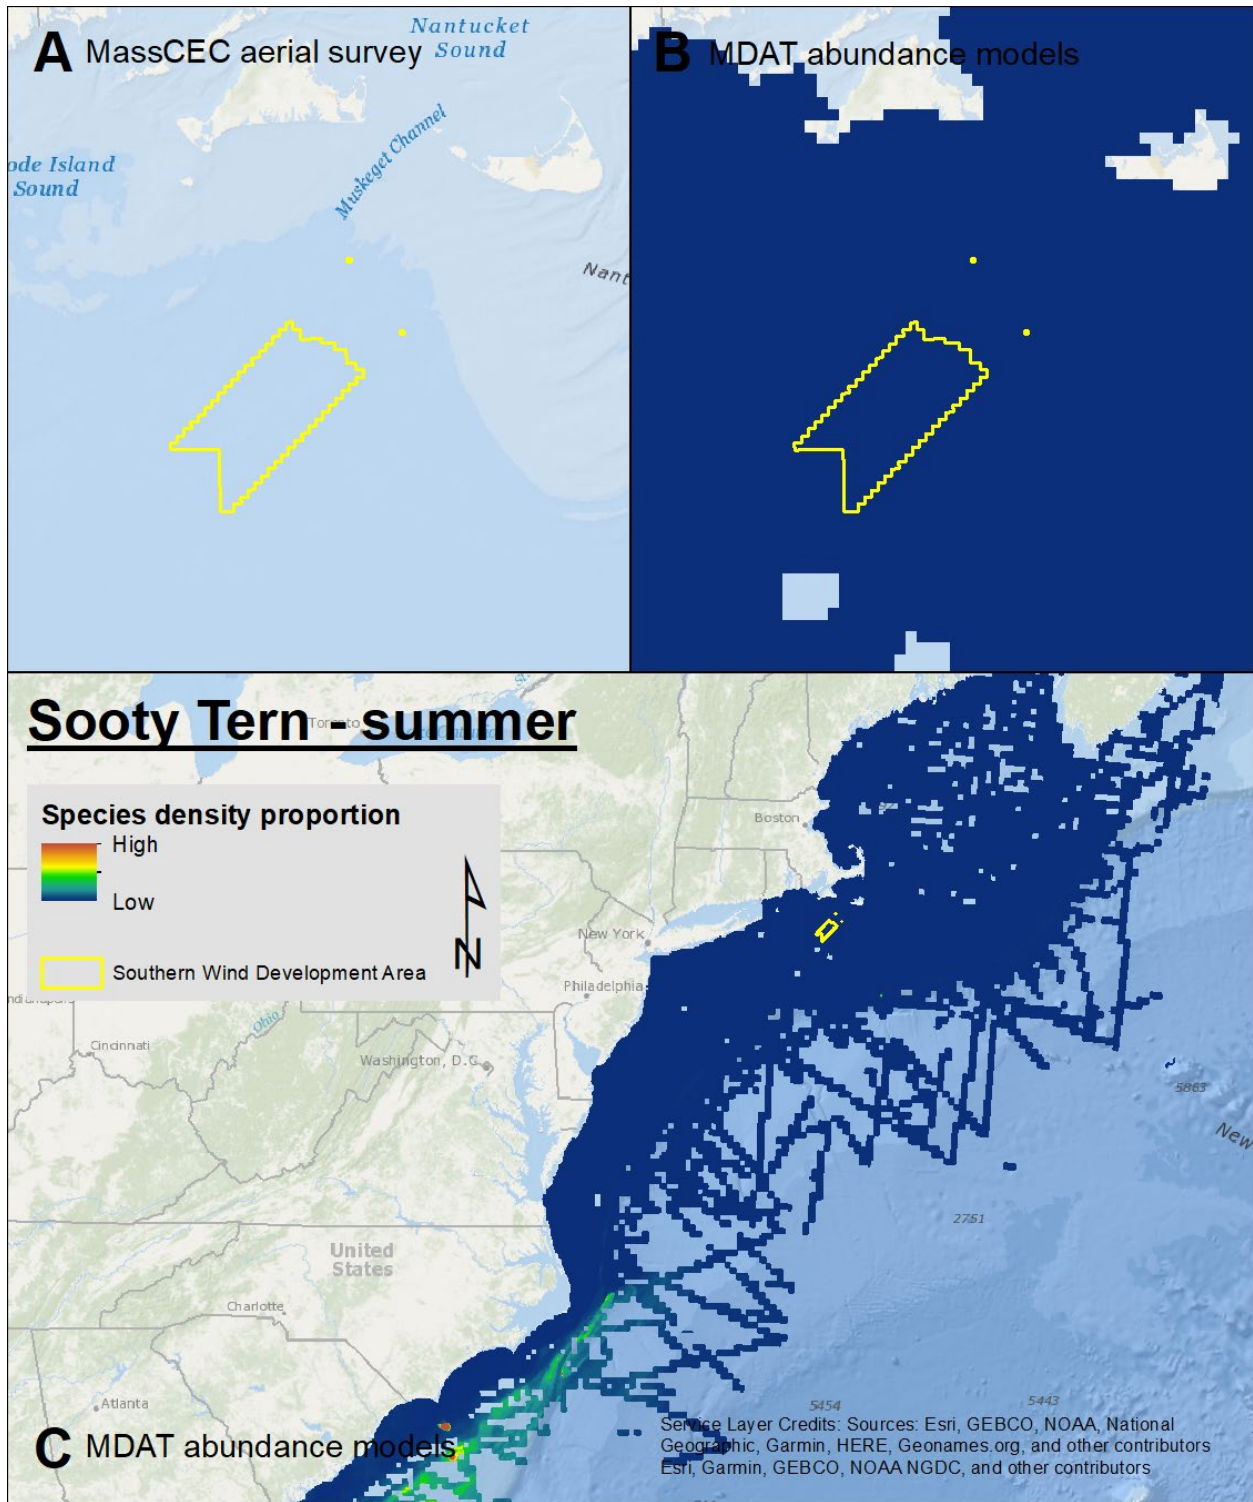 A MassCEC aerial survey
Nantucket
Sound
Muskeget Channel
ode Island
Sound
Nant
B MDAT abundance models
Sooty Tern - summer
Toronto
Species density proportion
High
Low
N
Southern Wind Development Area
Boston
New York
Philadelphia
Ohio
Cincinnati
Washington, D.C.
5863
New
2751
United
States
Charlotte
Atlanta
5454
5443
C MDAT abundance models
Service Layer Credits: Sources: Esri, GEBCO, NOAA, National
Geographic, Garmin, HERE, Geonames.org, and other contributors
Esri, Garmin, GEBCO, NOAA NGDC, and other contributors